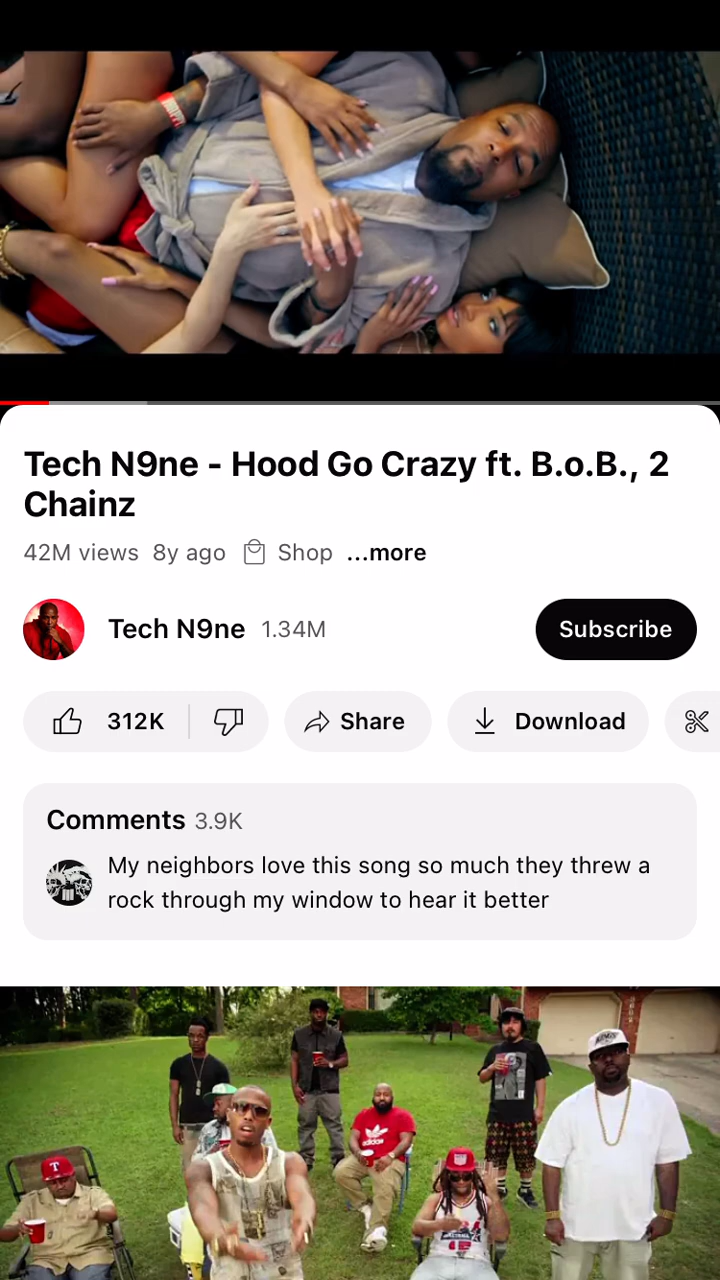 Tech N9ne - Hood Go Crazy ft. B.o.B., 2
Chainz
42M views 8y ago Shop ...more
Tech N9ne 1.34M
Subscribe
312K
Share
Download
Comments 3.9K
My neighbors love this song so much they threw a
rock through my window to hear it better
adidas
T